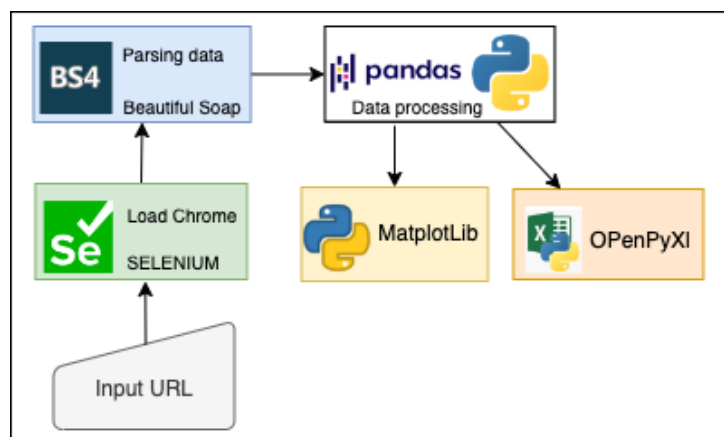 BS4
Parsing data
Beautiful Soap
pandas
Data processing
Se
Load Chrome
SELENIUM
MatplotLib
X
OPenPyXl
Input URL